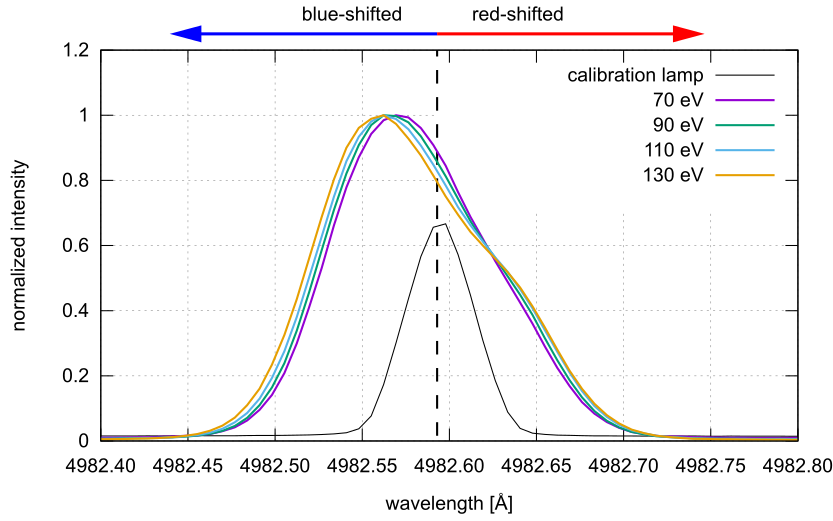 blue-shifted red-shifted
1.2
1
0.8
0.6
0.4
0.2
0
normalized intensity
calibration lamp
70 eV
90 eV
110 eV
130 eV
4982.40 4982.45 4982.50 4982.55 4982.60 4982.65 4982.70 4982.75 4982.80
wavelength [Å]